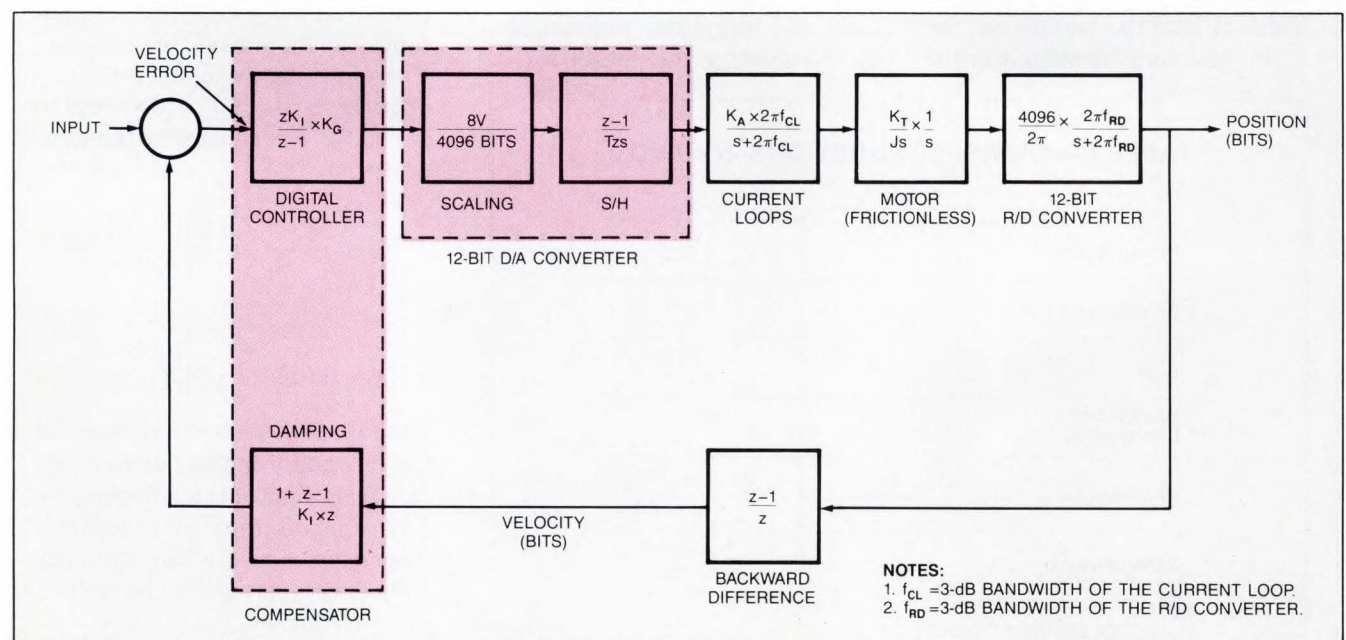 VELOCITY
ERROR
INPUT
zK_I / z−1 × K_G
DIGITAL
CONTROLLER
8V / 4096 BITS
SCALING
z−1 / Tzs
S/H
12-BIT D/A CONVERTER
K_A × 2πf_CL / s+2πf_CL
CURRENT
LOOPS
K_T / Js × 1 / s
MOTOR
(FRICTIONLESS)
4096 / 2π × 2πf_RD / s+2πf_RD
12-BIT
R/D CONVERTER
POSITION
(BITS)
DAMPING
1+ z−1 / K_I×z
COMPENSATOR
VELOCITY
(BITS)
z−1 / z
BACKWARD
DIFFERENCE
NOTES:
1. f_CL =3-dB BANDWIDTH OF THE CURRENT LOOP.
2. f_RD =3-dB BANDWIDTH OF THE R/D CONVERTER.